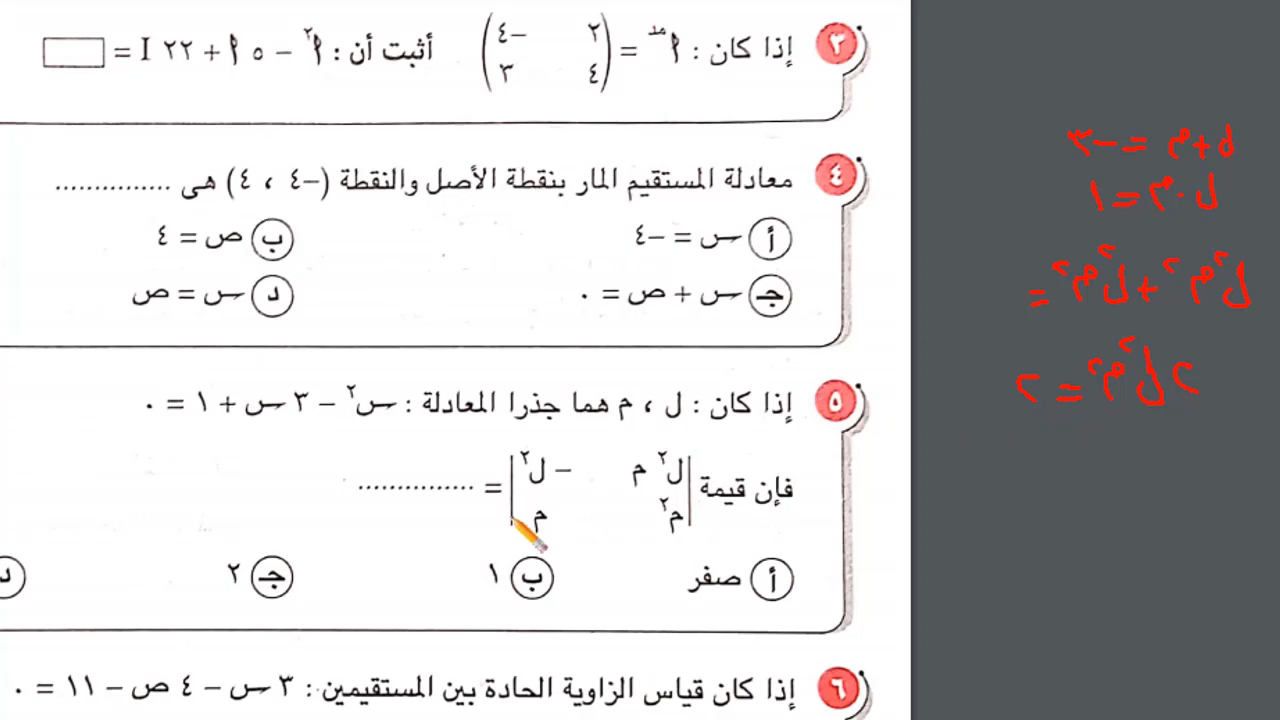 ٣ إذا كان : أ^مد = (٢ -٤ ٤ ٣) أثبت أن : أ^٢ - ٥ أ + ٢٢ I = □
٤ معادلة المستقيم المار بنقطة الأصل والنقطة (-٤ ، ٤) هى ...............
أ س = -٤ ب ص = ٤
جـ س + ص = ٠ د س = ص
٥ إذا كان : ل ، م هما جذرا المعادلة : س^٢ - ٣ س + ١ = ٠
فإن قيمة | ل^٢ م - ل^٢
م^٢ م | = ...............
أ صفر ب ١ جـ ٢ د
٦ إذا كان قياس الزاوية الحادة بين المستقيمين : ٣ س - ٤ ص - ١١ = ٠
ل + م = -٣
ل . م = ١
ل^٢ م^٢ + ل^٢ م^٢ =
٢ ل^٢ م^٢ = ٢